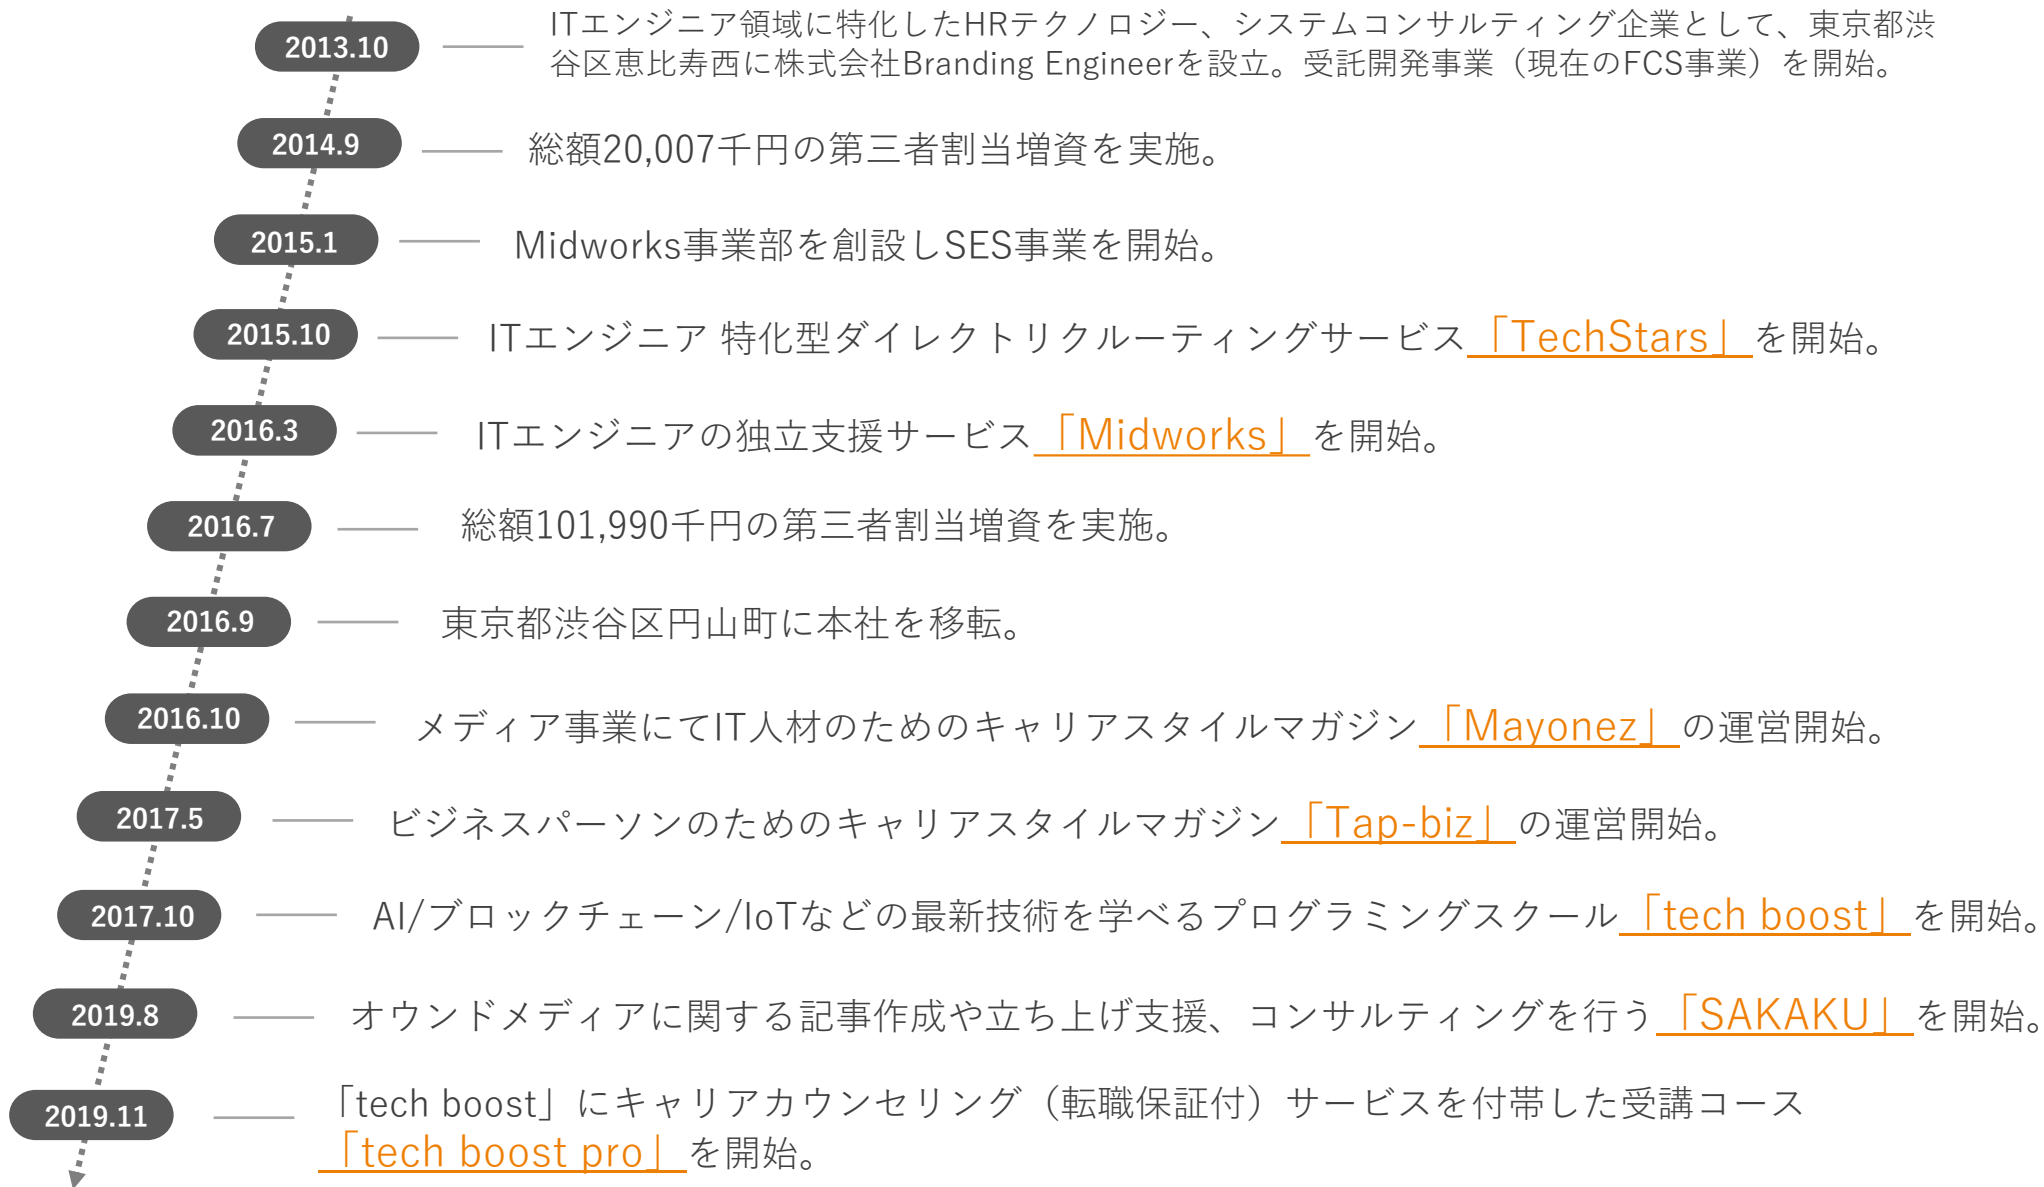 2013.10
ITエンジニア領域に特化したHRテクノロジー、システムコンサルティング企業として、東京都渋
谷区恵比寿西に株式会社Branding Engineerを設立。受託開発事業（現在のFCS事業）を開始。
2014.9
総額20,007千円の第三者割当増資を実施。
2015.1
Midworks事業部を創設しSES事業を開始。
2015.10
ITエンジニア 特化型ダイレクトリクルーティングサービス「TechStars」を開始。
2016.3
ITエンジニアの独立支援サービス「Midworks」を開始。
2016.7
総額101,990千円の第三者割当増資を実施。
2016.9
東京都渋谷区円山町に本社を移転。
2016.10
メディア事業にてIT人材のためのキャリアスタイルマガジン「Mayonez」の運営開始。
2017.5
ビジネスパーソンのためのキャリアスタイルマガジン「Tap-biz」の運営開始。
2017.10
AI/ブロックチェーン/IoTなどの最新技術を学べるプログラミングスクール「tech boost」を開始。
2019.8
オウンドメディアに関する記事作成や立ち上げ支援、コンサルティングを行う「SAKAKU」を開始。
2019.11
「tech boost」にキャリアカウンセリング（転職保証付）サービスを付帯した受講コース
「tech boost pro」を開始。